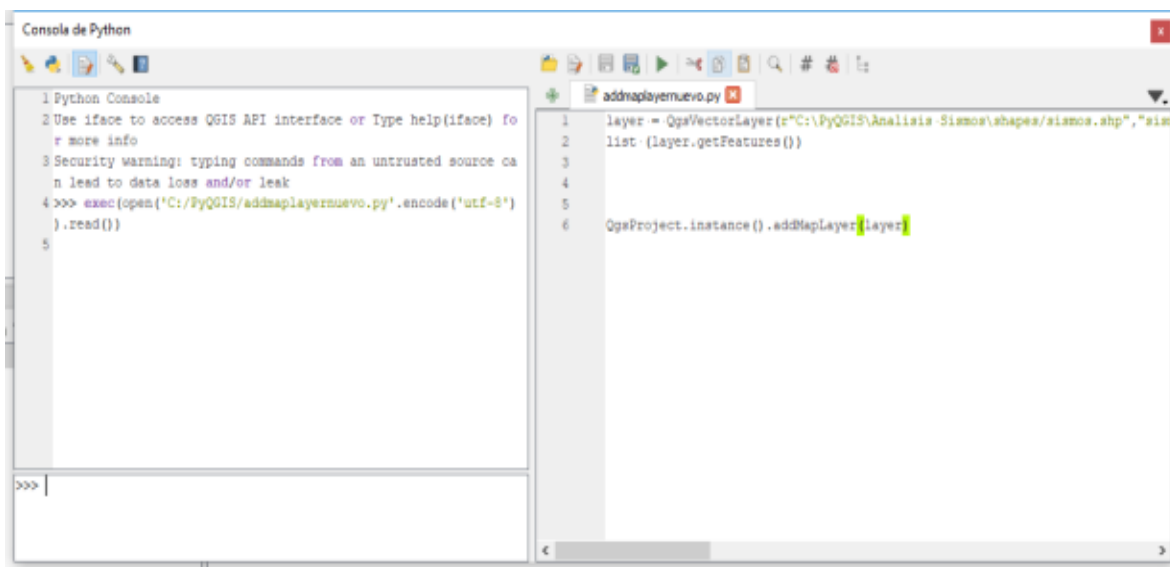 Consola de Python
1 Python Console
2 Use iface to access QGIS API interface or Type help(iface) fo
r more info
3 Security warning: typing commands from an untrusted source ca
n lead to data loss and/or leak
4 >>> exec(open('C:/PyQGIS/addmaplayernuevo.py'.encode('utf-8')
).read())
5
>>>
addmaplayernuevo.py
1 layer = QgsVectorLayer(r"C:\PyQGIS\Analisis Sismos\shapes/sismos.shp","sis
2 list (layer.getFeatures())
3
4
5
6 QgsProject.instance().addMapLayer(layer)